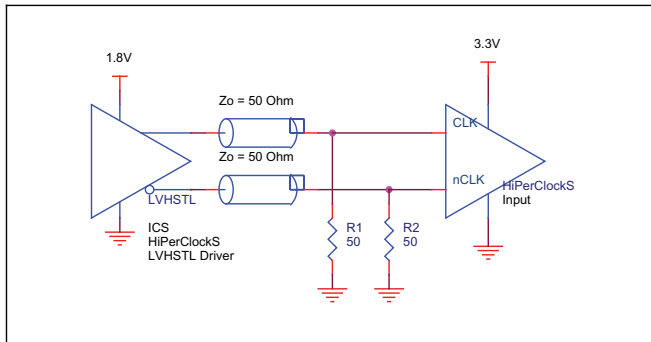 1.8V
3.3V
Zo = 50 Ohm
CLK
Zo = 50 Ohm
nCLK
LVHSTL
HiPerClockS
Input
ICS
HiPerClockS
LVHSTL Driver
R1
50
R2
50